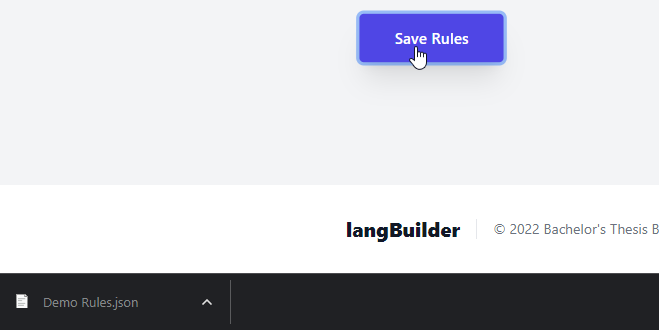 Save Rules
langBuilder © 2022 Bachelor's Thesis
Demo Rules.json